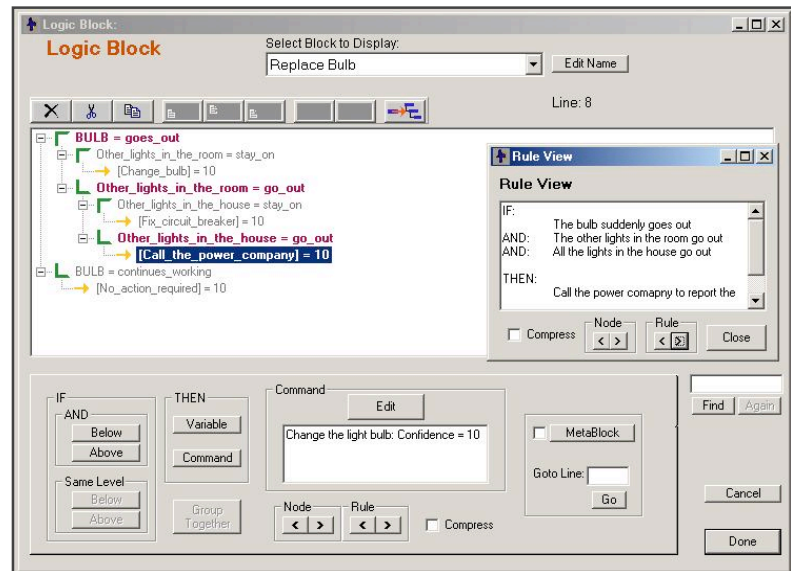 Logic Block:
Logic Block
Select Block to Display:
Replace Bulb
Edit Name
Line: 8
BULB = goes_out
Other_lights_in_the_room = stay_on
[Change_bulb] = 10
Other_lights_in_the_room = go_out
Other_lights_in_the_house = stay_on
[Fix_circuit_breaker] = 10
Other_lights_in_the_house = go_out
[Call_the_power_company] = 10
BULB = continues_working
[No_action_required] = 10
Rule View
Rule View
IF:
The bulb suddenly goes out
AND: The other lights in the room go out
AND: All the lights in the house go out
THEN:
Call the power comapny to report the
Compress
Node
< >
Rule
< >
Close
IF
AND
Below
Above
Same Level
Below
Above
THEN
Variable
Command
Group
Together
Command
Edit
Change the light bulb: Confidence = 10
Node
< >
Rule
< >
Compress
MetaBlock
Goto Line:
Go
Find Again
Cancel
Done